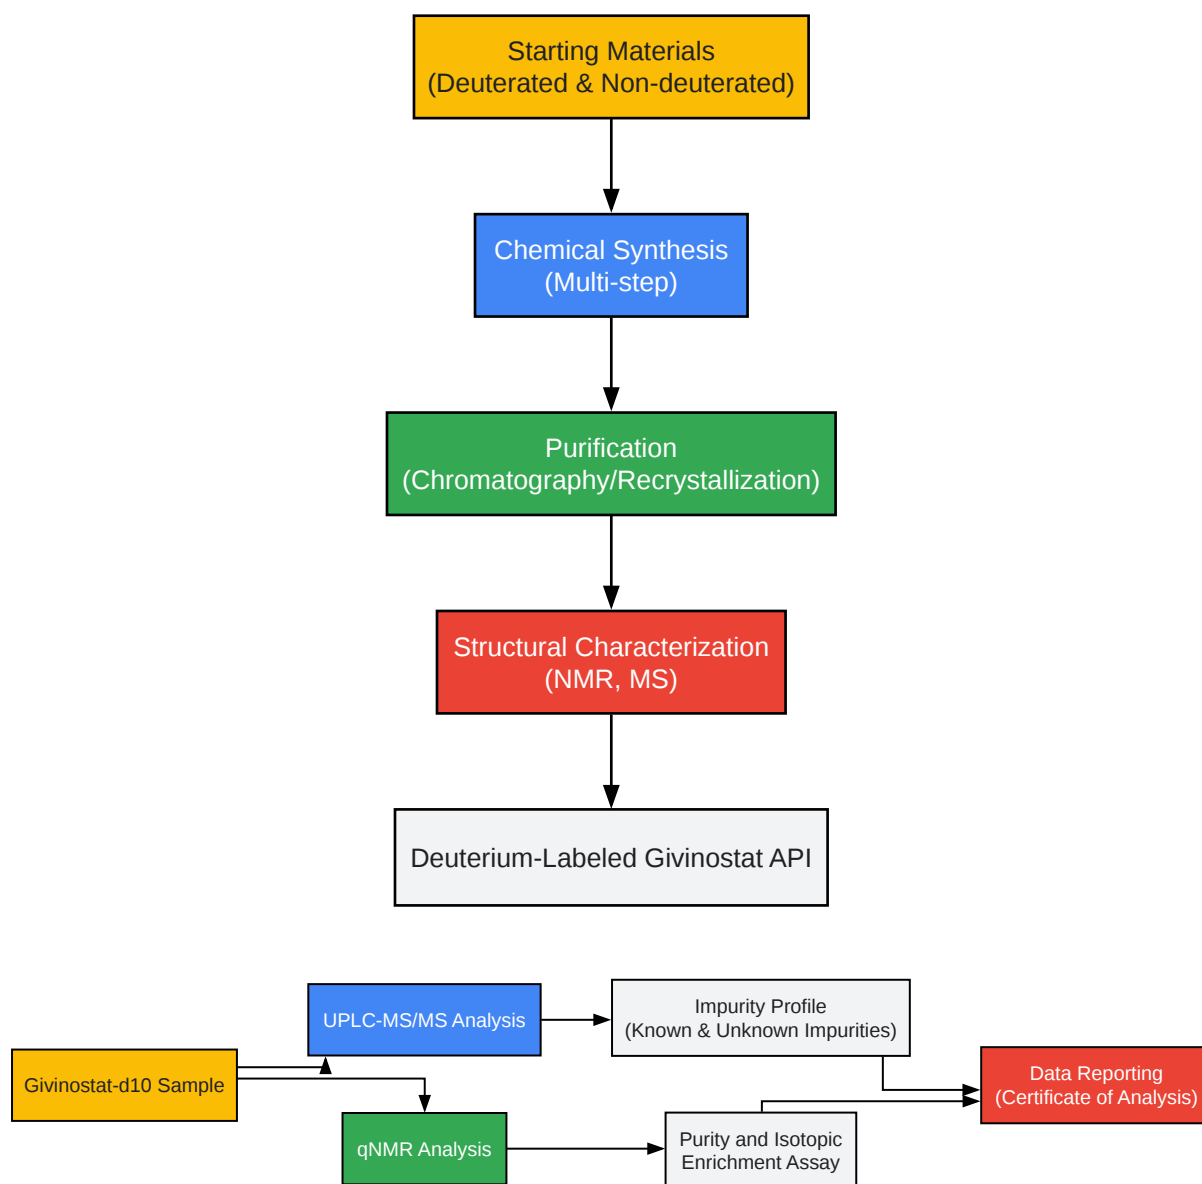 Starting Materials
(Deuterated & Non-deuterated)
Chemical Synthesis
(Multi-step)
Purification
(Chromatography/Recrystallization)
Structural Characterization
(NMR, MS)
Deuterium-Labeled Givinostat API
Givinostat-d10 Sample
UPLC-MS/MS Analysis
Impurity Profile
(Known & Unknown Impurities)
qNMR Analysis
Purity and Isotopic
Enrichment Assay
Data Reporting
(Certificate of Analysis)